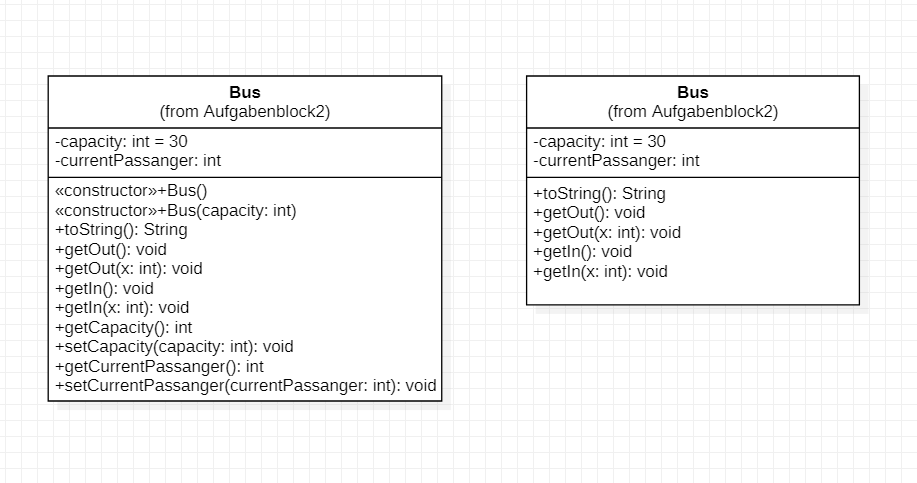 Bus
(from Aufgabenblock2)
-capacity: int = 30
-currentPassanger: int
«constructor»+Bus()
«constructor»+Bus(capacity: int)
+toString(): String
+getOut(): void
+getOut(x: int): void
+getIn(): void
+getIn(x: int): void
+getCapacity(): int
+setCapacity(capacity: int): void
+getCurrentPassanger(): int
+setCurrentPassanger(currentPassanger: int): void
Bus
(from Aufgabenblock2)
-capacity: int = 30
-currentPassanger: int
+toString(): String
+getOut(): void
+getOut(x: int): void
+getIn(): void
+getIn(x: int): void